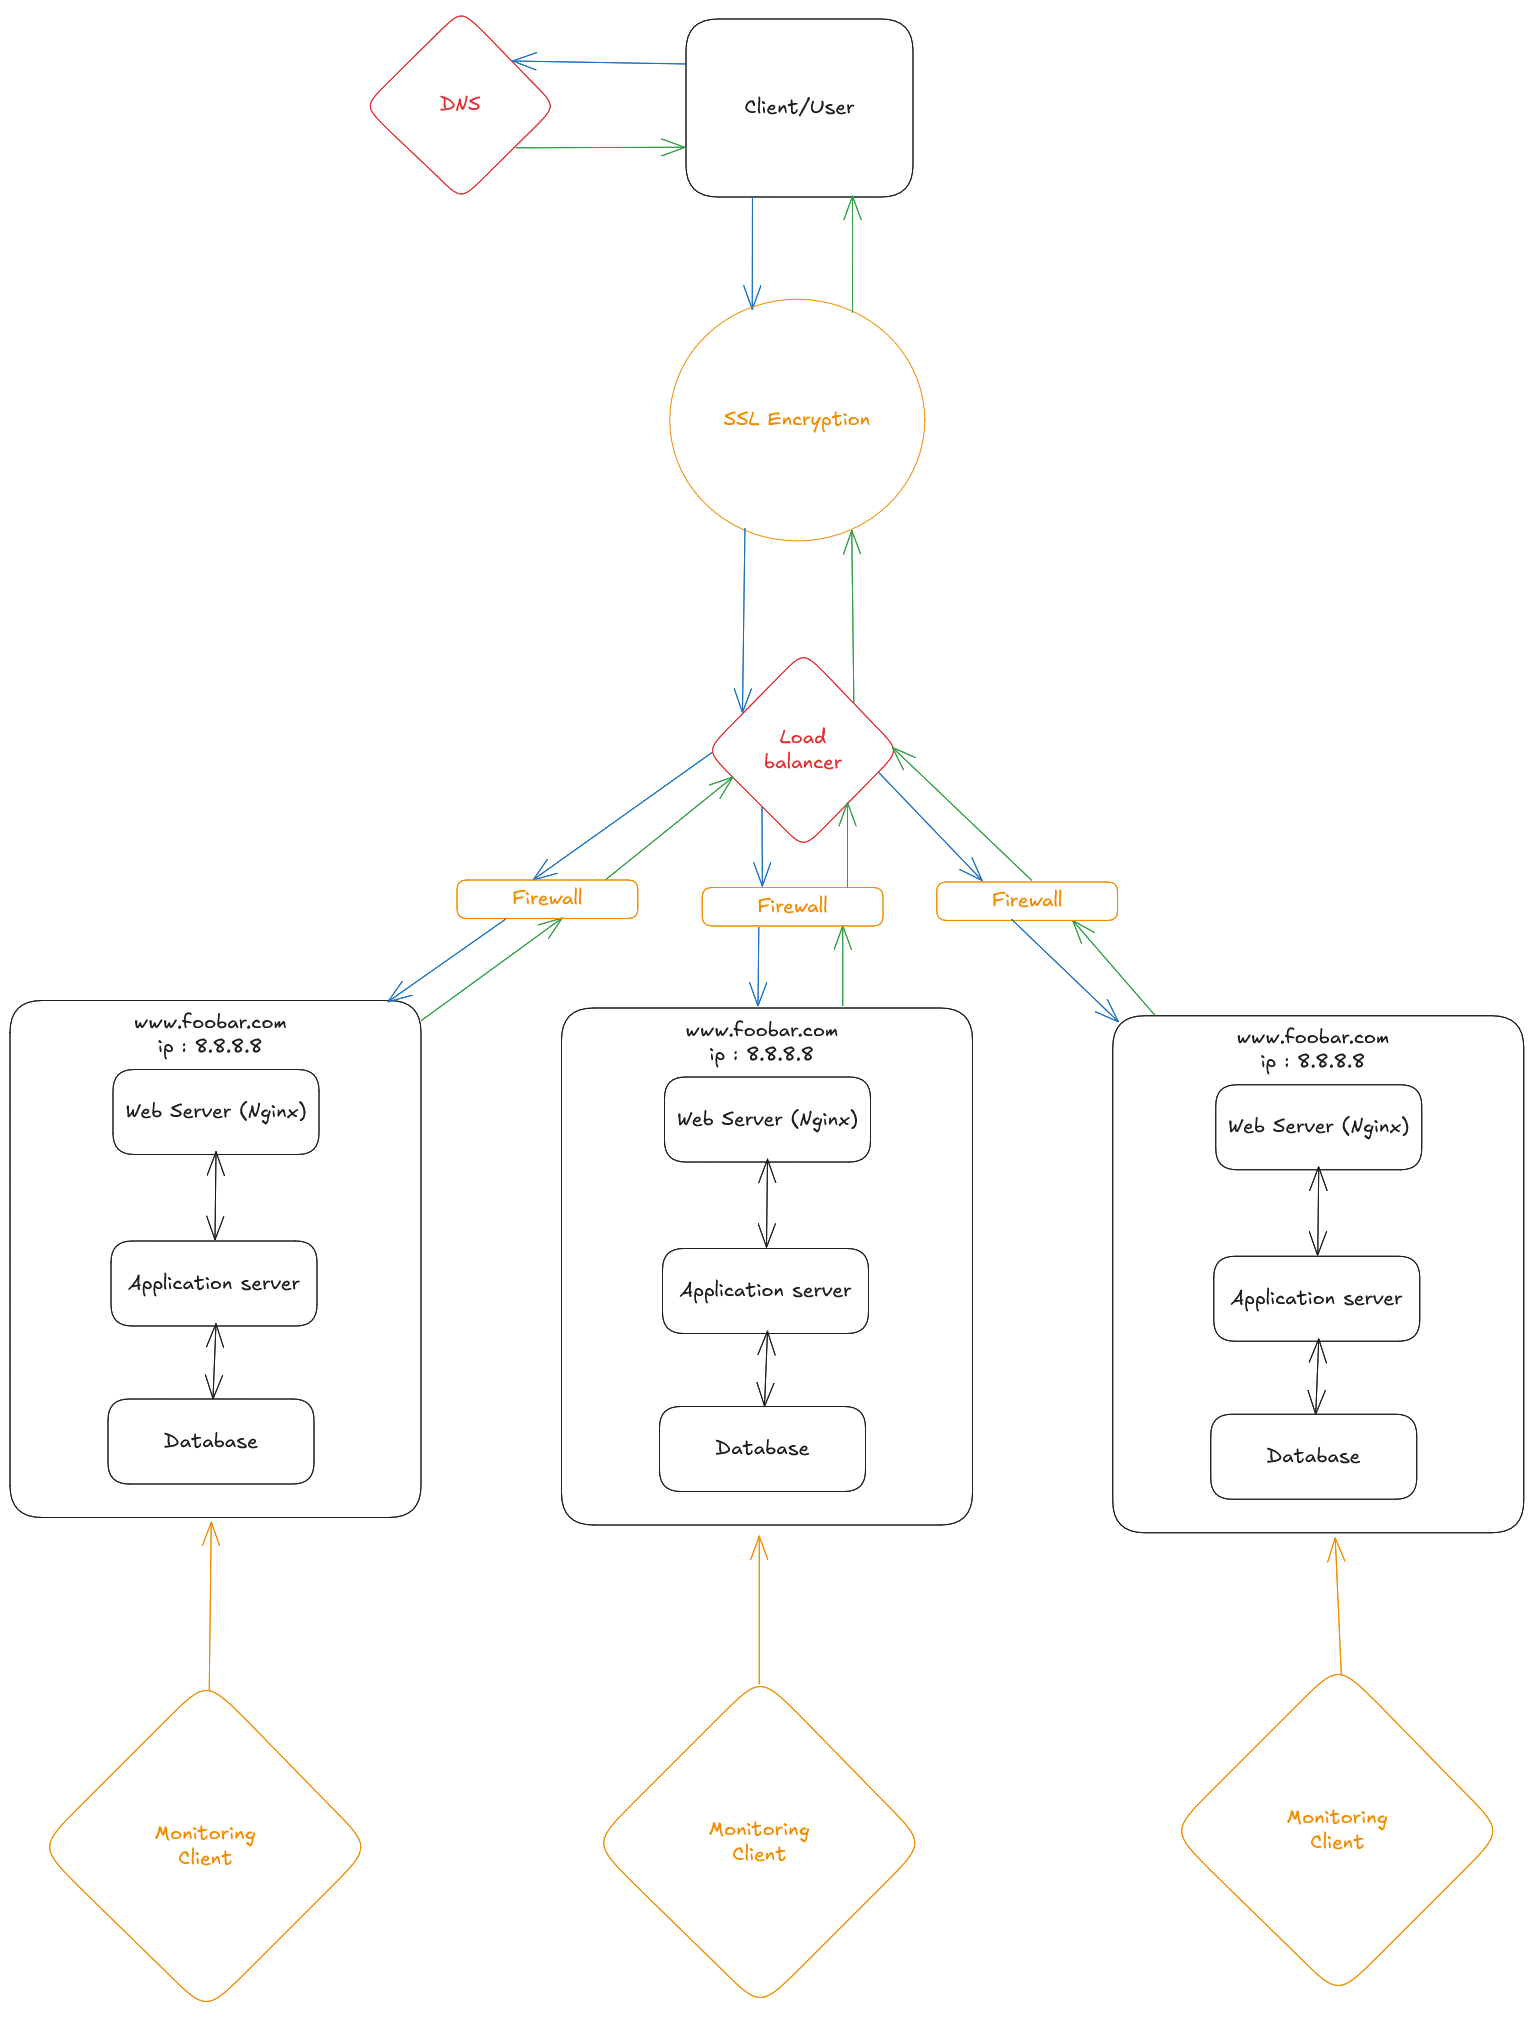 DNS
Client/User
SSL Encryption
Load
balancer
Firewall
Firewall
Firewall
www.foobar.com
ip : 8.8.8.8
Web Server (Nginx)
Application server
Database
www.foobar.com
ip : 8.8.8.8
Web Server (Nginx)
Application server
Database
www.foobar.com
ip : 8.8.8.8
Web Server (Nginx)
Application server
Database
Monitoring
Client
Monitoring
Client
Monitoring
Client